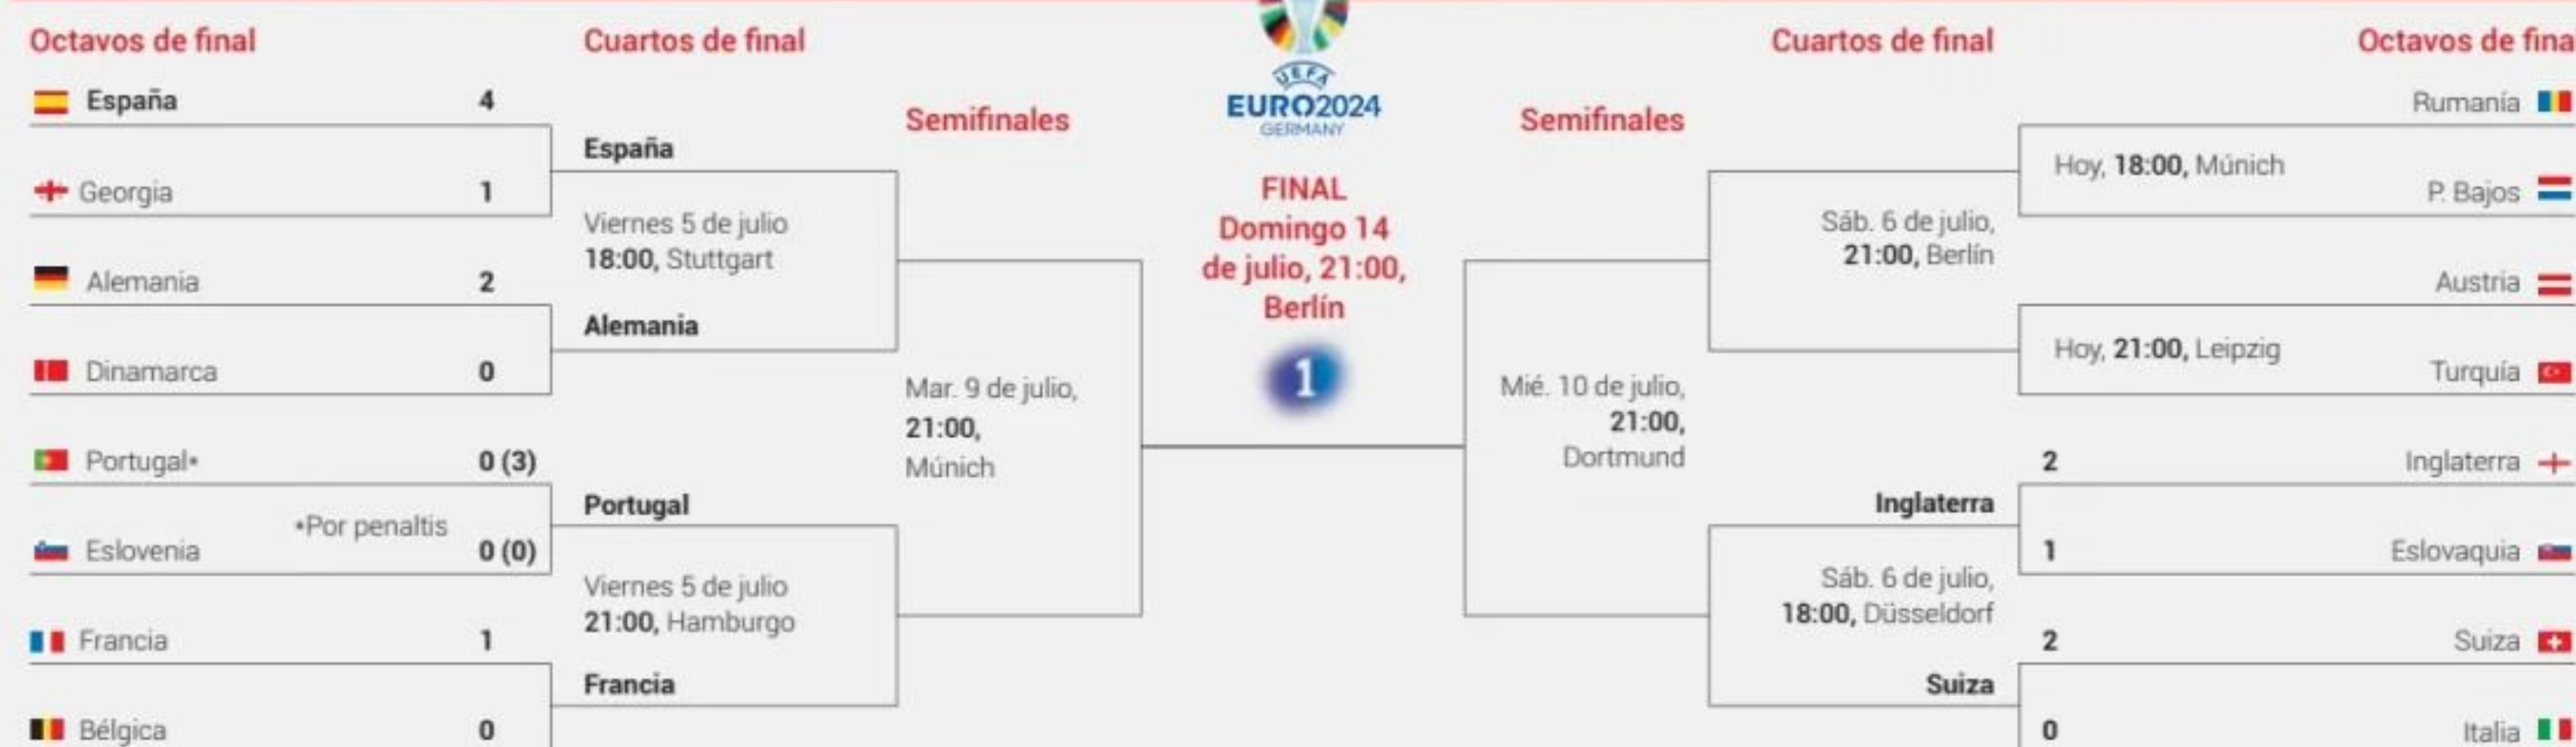 Octavos de final
Cuartos de final
Cuartos de final
Octavos de fina
España 4
Georgia 1
Alemania 2
Dinamarca 0
Portugal* 0 (3)
*Por penaltis
Eslovenia 0 (0)
Francia 1
Bélgica 0
España
Viernes 5 de julio
18:00, Stuttgart
Alemania
Portugal
Viernes 5 de julio
21:00, Hamburgo
Francia
Semifinales
Mar. 9 de julio,
21:00,
Múnich
UEFA
EURO2024
GERMANY
FINAL
Domingo 14
de julio, 21:00,
Berlín
1
Semifinales
Mié. 10 de julio,
21:00,
Dortmund
Sáb. 6 de julio,
21:00, Berlín
Inglaterra
Sáb. 6 de julio,
18:00, Düsseldorf
Suiza
Rumanía
Hoy, 18:00, Múnich
P. Bajos
Austria
Hoy, 21:00, Leipzig
Turquía
2 Inglaterra
1 Eslovaquia
2 Suiza
0 Italia